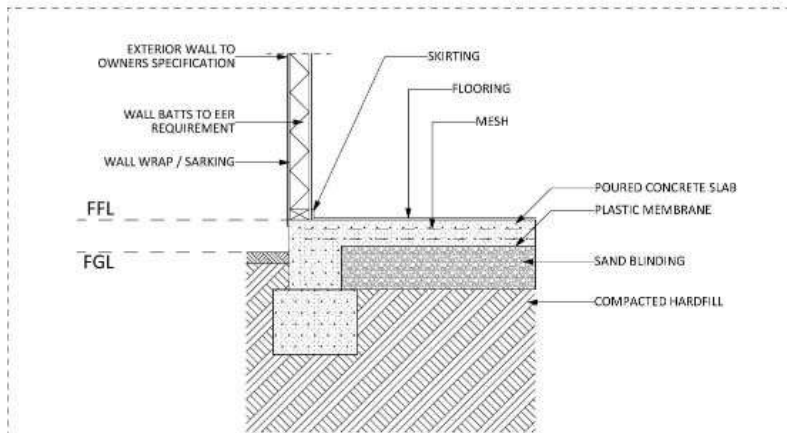 EXTERIOR WALL TO
OWNERS SPECIFICATION
SKIRTING
FLOORING
WALL BATTS TO EER
REQUIREMENT
MESH
WALL WRAP / SARKING
POURED CONCRETE SLAB
FFL
PLASTIC MEMBRANE
FGL
SAND BLINDING
COMPACTED HARDFILL